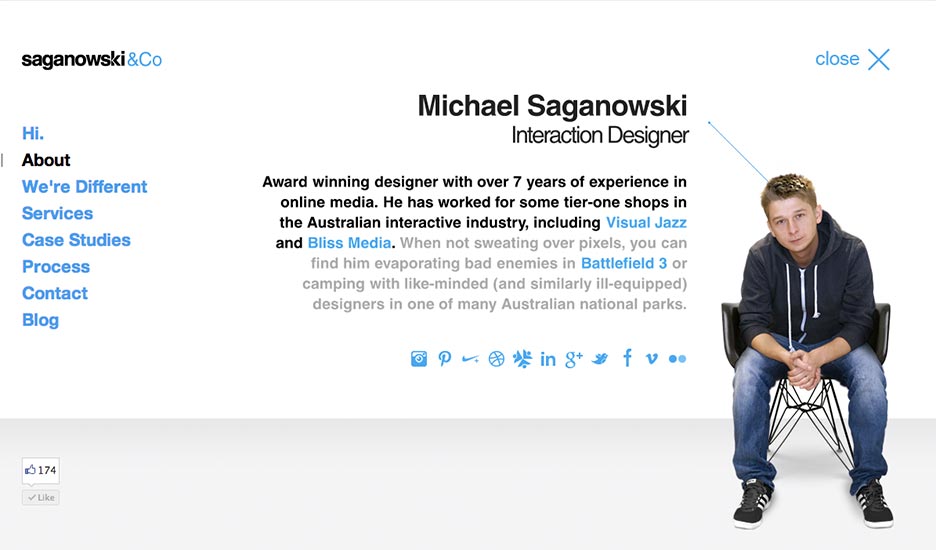 saganowski&Co
close
Michael Saganowski
Interaction Designer
Hi.
About
We're Different
Services
Case Studies
Process
Contact
Blog
Award winning designer with over 7 years of experience in
online media. He has worked for some tier-one shops in
the Australian interactive industry, including Visual Jazz
and Bliss Media. When not sweating over pixels, you can
find him evaporating bad enemies in Battlefield 3 or
camping with like-minded (and similarly ill-equipped)
designers in one of many Australian national parks.
in g+ f v
174
Like